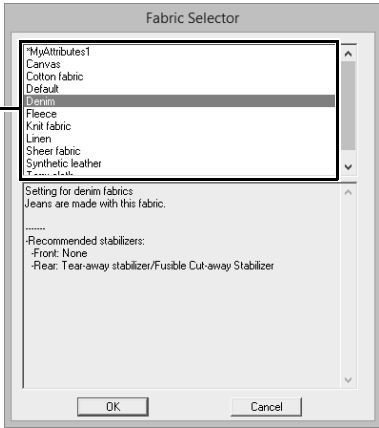 Fabric Selector
*MyAttributes1
Canvas
Cotton fabric
Default
Denim
Fleece
Knit fabric
Linen
Sheer fabric
Synthetic leather
Setting for denim fabrics
Jeans are made with this fabric.
-------
-Recommended stabilizers:
-Front: None
-Rear: Tear-away stabilizer/Fusible Cut-away Stabilizer
OK
Cancel